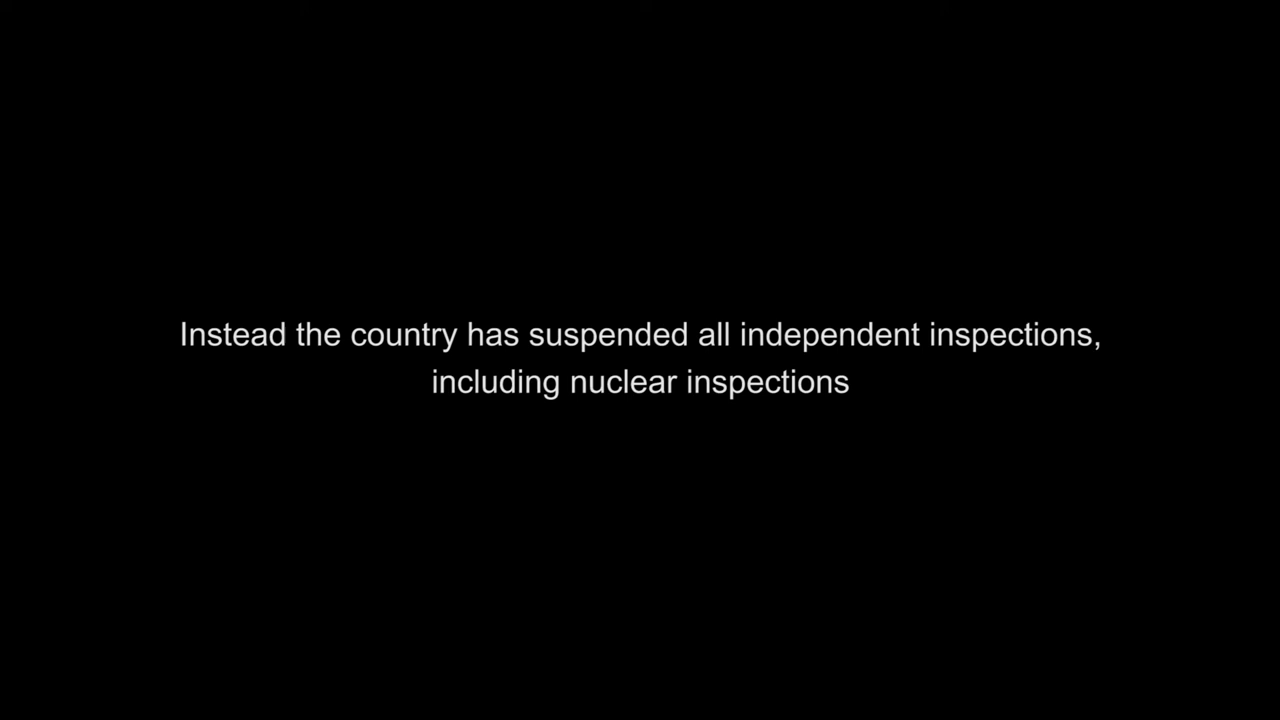 Instead the country has suspended all independent inspections,
including nuclear inspections